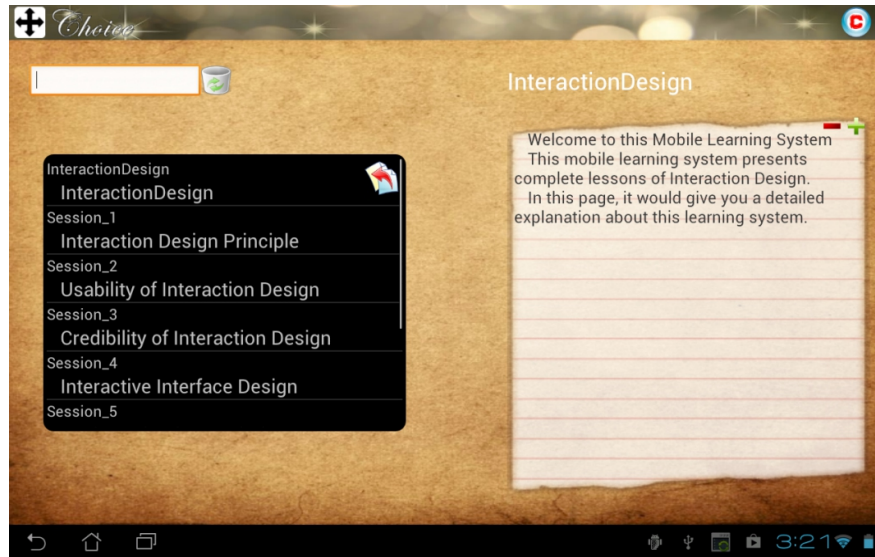 Choice
C
InteractionDesign
InteractionDesign
InteractionDesign
Session_1
Interaction Design Principle
Session_2
Usability of Interaction Design
Session_3
Credibility of Interaction Design
Session_4
Interactive Interface Design
Session_5
Welcome to this Mobile Learning System
This mobile learning system presents
complete lessons of Interaction Design.
In this page, it would give you a detailed
explanation about this learning system.
3:21